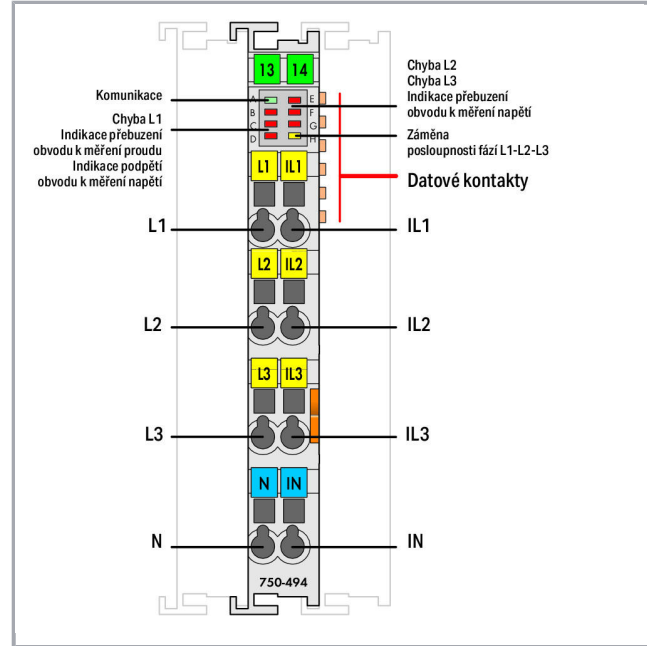 13 14
Komunikace
Chyba L1
Indikace přebuzení
obvodu k měření proudu
Indikace podpětí
obvodu k měření napětí
A
B
C
D
E
F
G
H
Chyba L2
Chyba L3
Indikace přebuzení
obvodu k měření napětí
Záměna
posloupnosti fází L1-L2-L3
Datové kontakty
L1 IL1
L1
IL1
L2 IL2
L2
IL2
L3 IL3
L3
IL3
N IN
N
IN
750-494